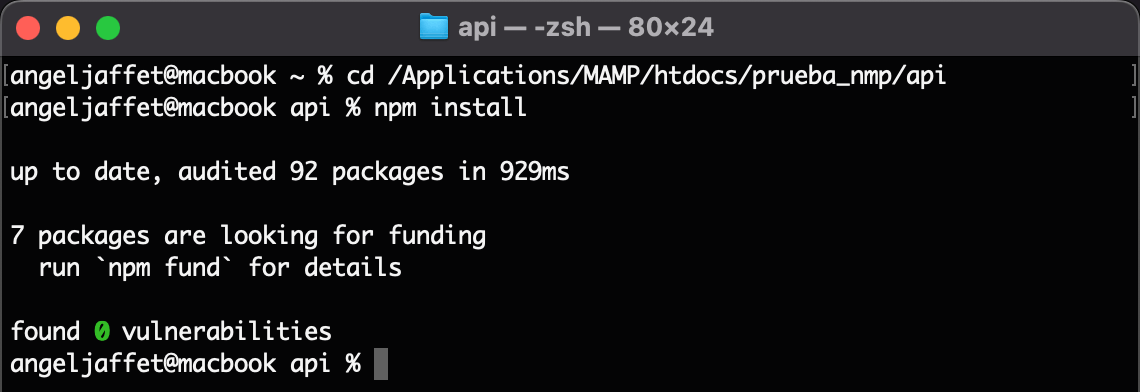 api — -zsh — 80×24
[angeljaffet@macbook ~ % cd /Applications/MAMP/htdocs/prueba_nmp/api ]
[angeljaffet@macbook api % npm install ]
up to date, audited 92 packages in 929ms
7 packages are looking for funding
  run `npm fund` for details
found 0 vulnerabilities
angeljaffet@macbook api %